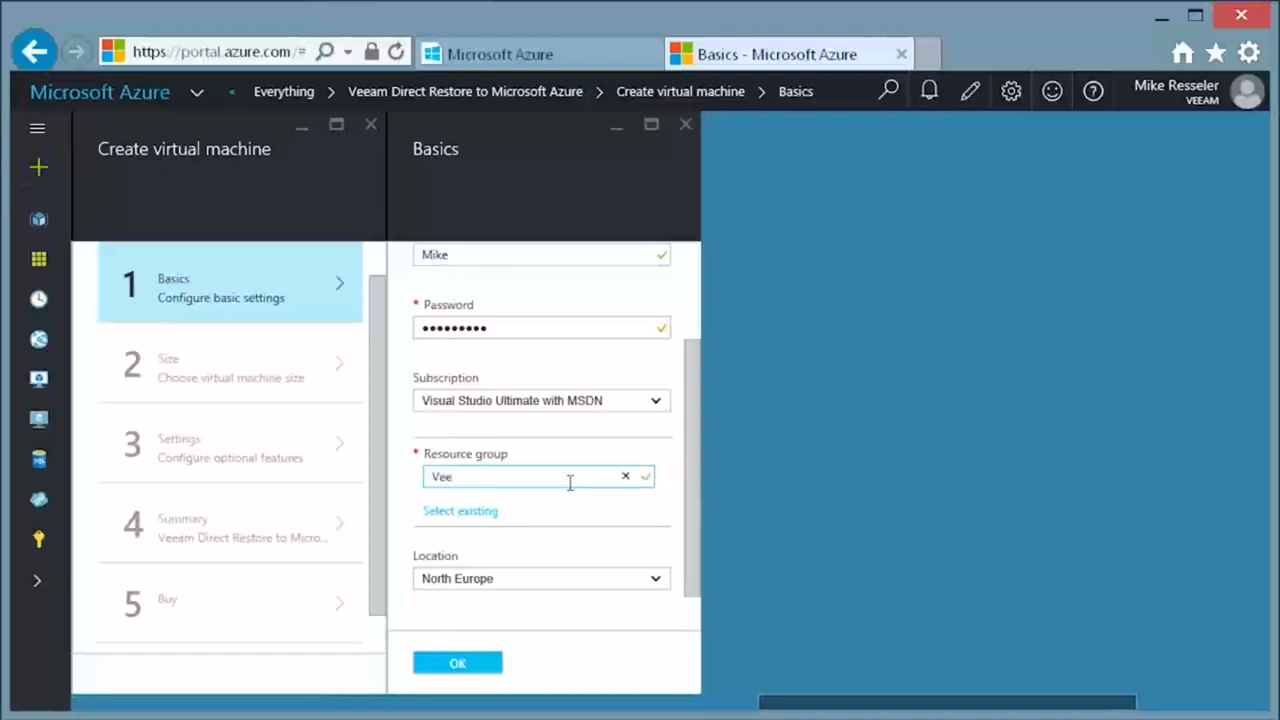 https://portal.azure.com/#
Microsoft Azure
Basics - Microsoft Azure
Microsoft Azure
Everything
Veeam Direct Restore to Microsoft Azure
Create virtual machine
Basics
Mike Resseler
VEEAM
Create virtual machine
1
Basics
Configure basic settings
2
Size
Choose virtual machine size
3
Settings
Configure optional features
4
Summary
Veeam Direct Restore to Micro...
5
Buy
Basics
Mike
* Password
•••••••••
Subscription
Visual Studio Ultimate with MSDN
* Resource group
Vee
Select existing
Location
North Europe
OK